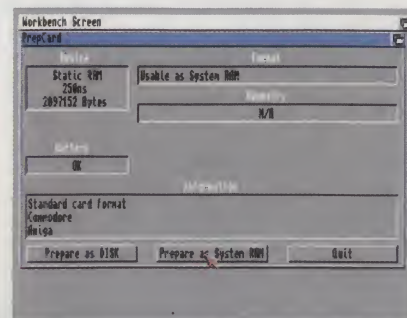 Workbench Screen
PrepCard
Device
Format
Static RAM
250ns
2097152 Bytes
Usable as System RAM
Geometry
N/A
Battery
OK
Information
Standard card format
Commodore
Amiga
Prepare as DISK
Prepare as System RAM
Quit